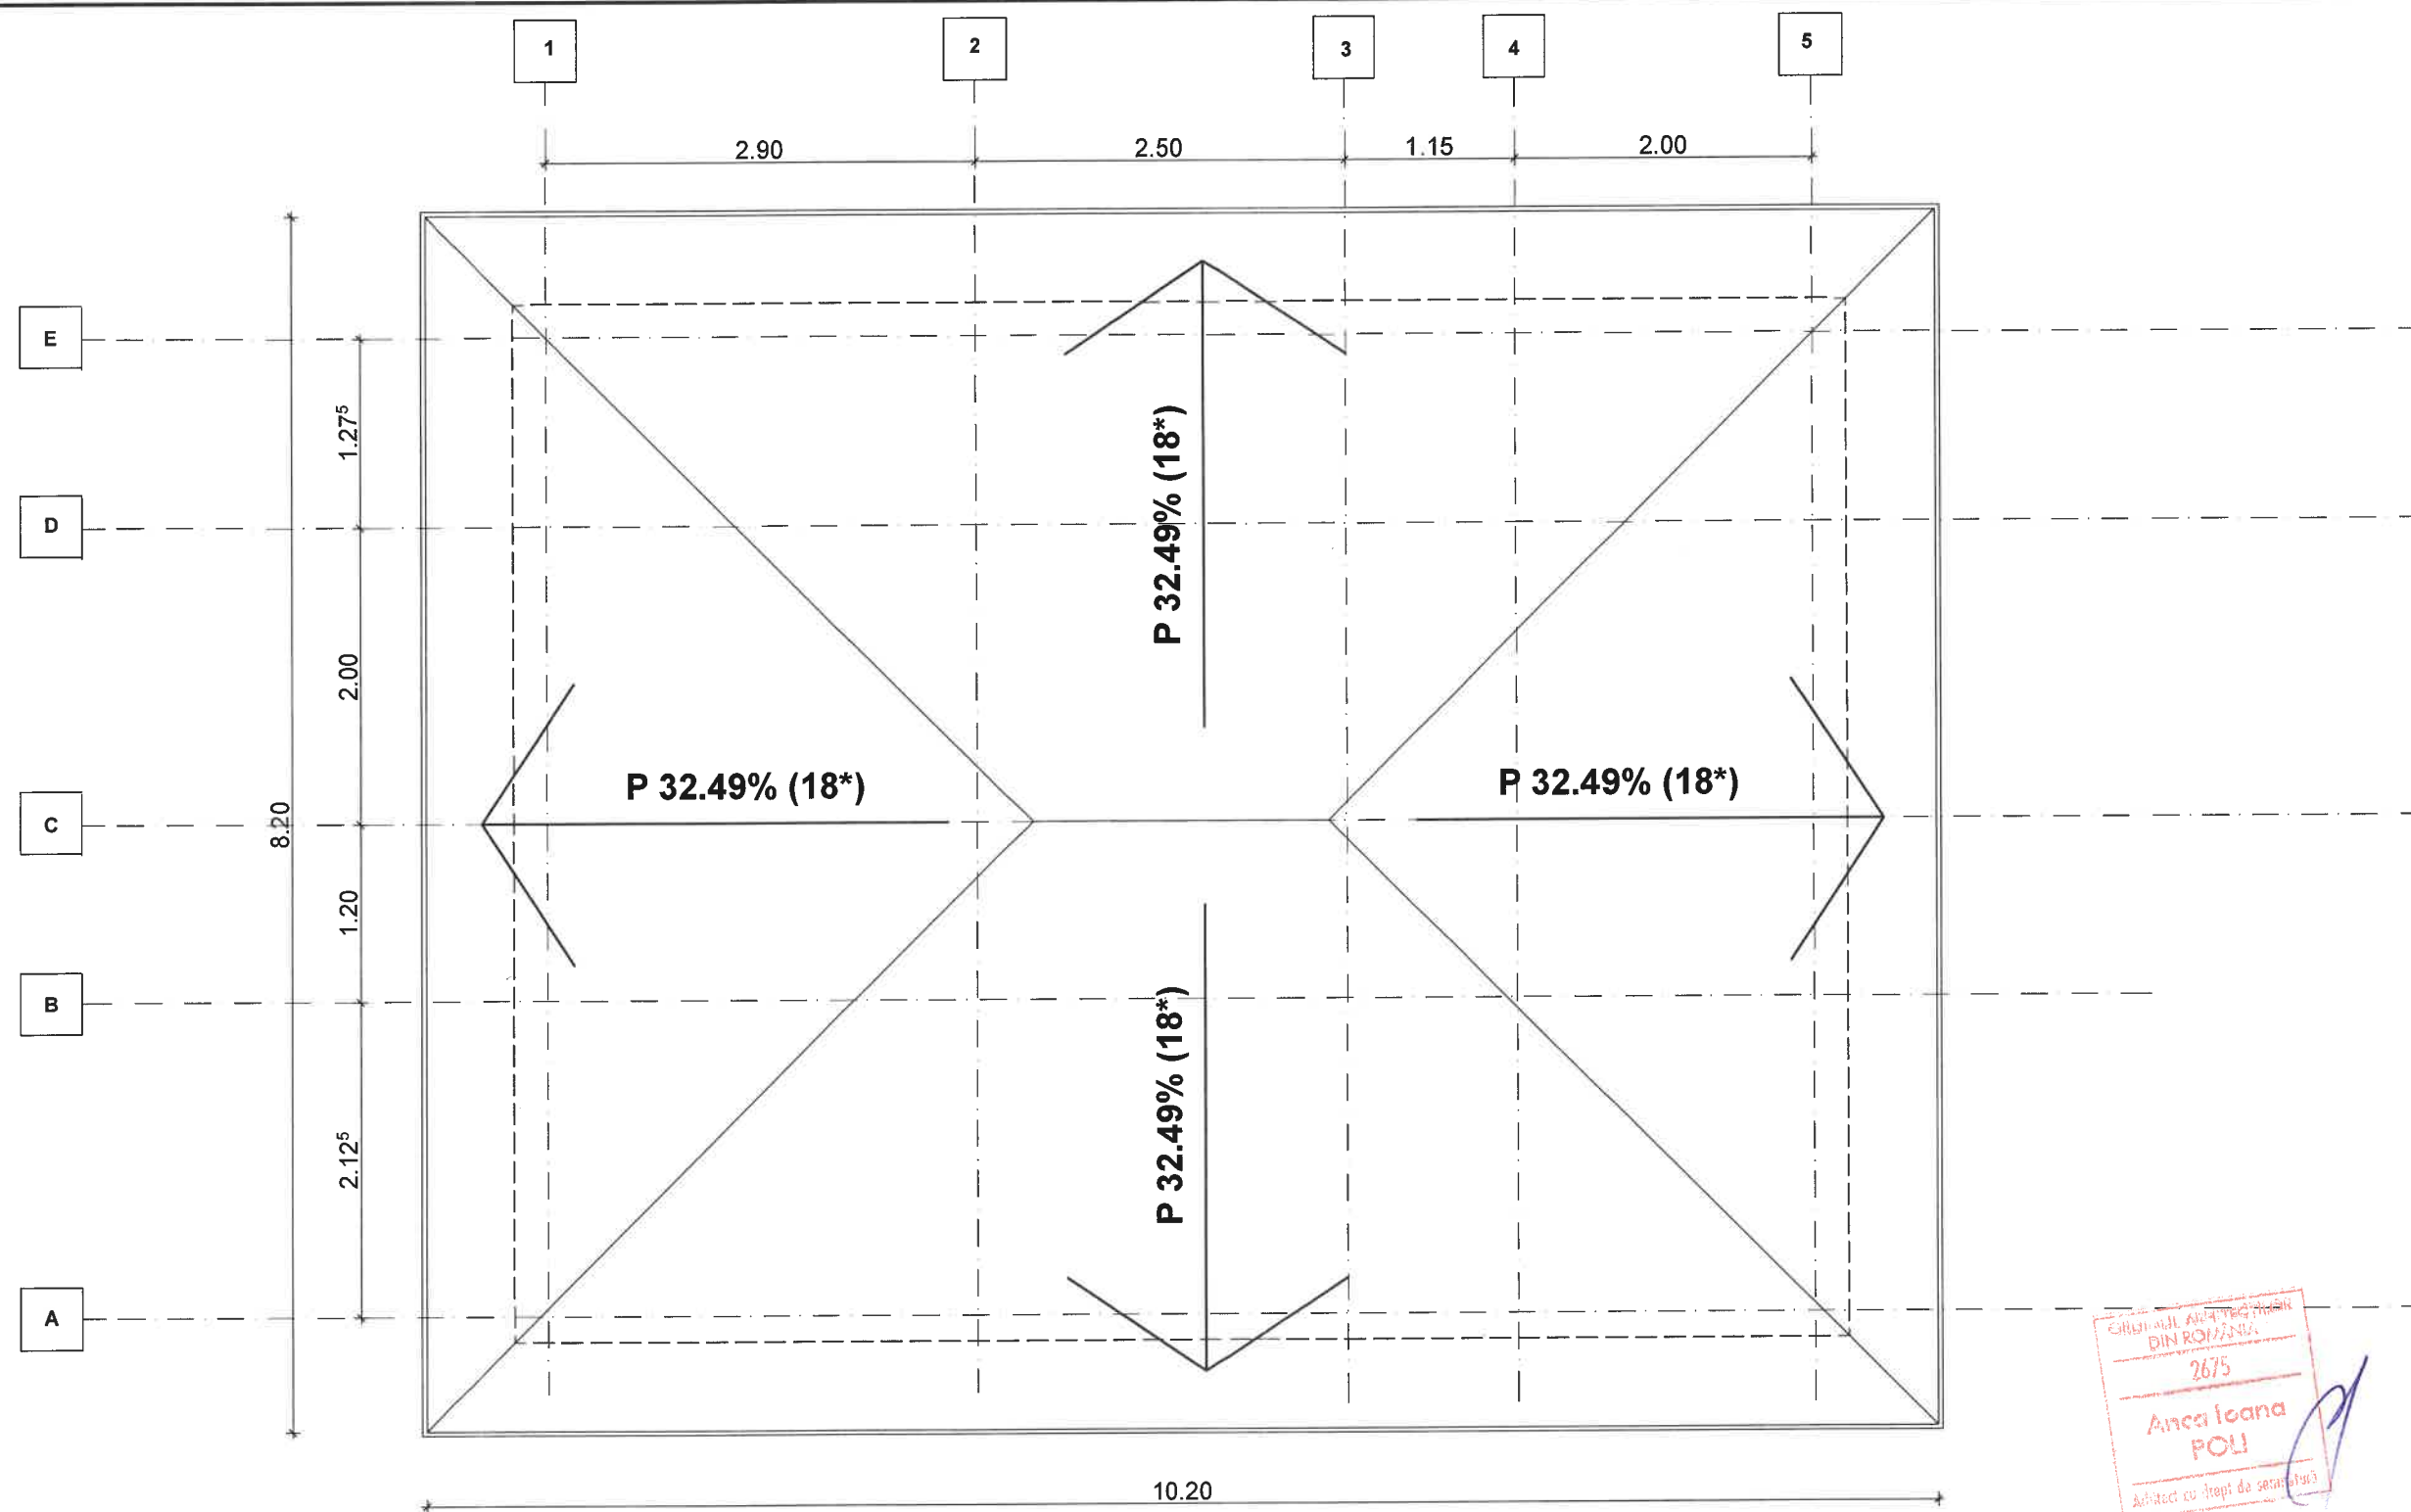 1
2
3
4
5
2.90
2.50
1.15
2.00
E
D
C
B
A
1.27⁵
2.00
1.20
2.12⁵
8.20
P 32.49% (18*)
P 32.49% (18*)
P 32.49% (18*)
P 32.49% (18*)
10.20
DIN ROMÂNIA
2675
Anca Ioana
POLI